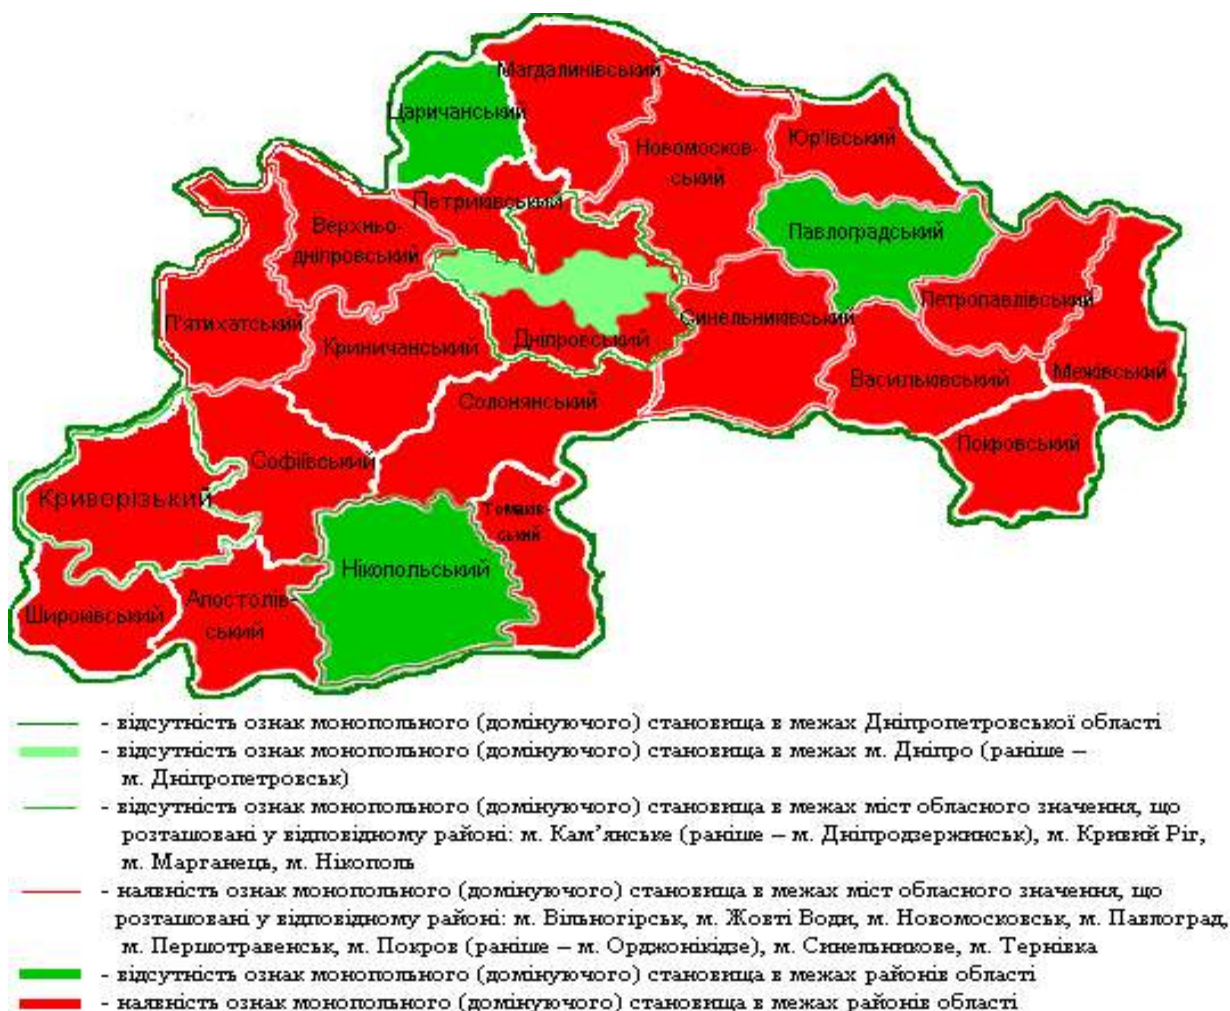 Магдалинівський
Царичанський
Новомосков-
ський
Юр'ївський
Петриківський
Верхньо-
дніпровський
Павлоградський
Петропавлівський
П'ятихатський
Криничанський
Дніпровський
Синельниківський
Васильківський
Межівський
Солонянський
Покровський
Софіївський
Криворізький
Томаків-
ський
Нікопольський
Широківський
Апостолів-
ський
- відсутність ознак монопольного (домінуючого) становища в межах Дніпропетровської області
- відсутність ознак монопольного (домінуючого) становища в межах м. Дніпро (раніше –
м. Дніпропетровськ)
- відсутність ознак монопольного (домінуючого) становища в межах міст обласного значення, що
розташовані у відповідному районі: м. Кам’янське (раніше – м. Дніпродзержинськ), м. Кривий Ріг,
м. Марганець, м. Нікополь
- наявність ознак монопольного (домінуючого) становища в межах міст обласного значення, що
розташовані у відповідному районі: м. Вільногірськ, м. Жовті Води, м. Новомосковськ, м. Павлоград,
м. Першотравенськ, м. Покров (раніше – м. Орджонікідзе), м. Синельникове, м. Тернівка
- відсутність ознак монопольного (домінуючого) становища в межах районів області
- наявність ознак монопольного (домінуючого) становища в межах районів області